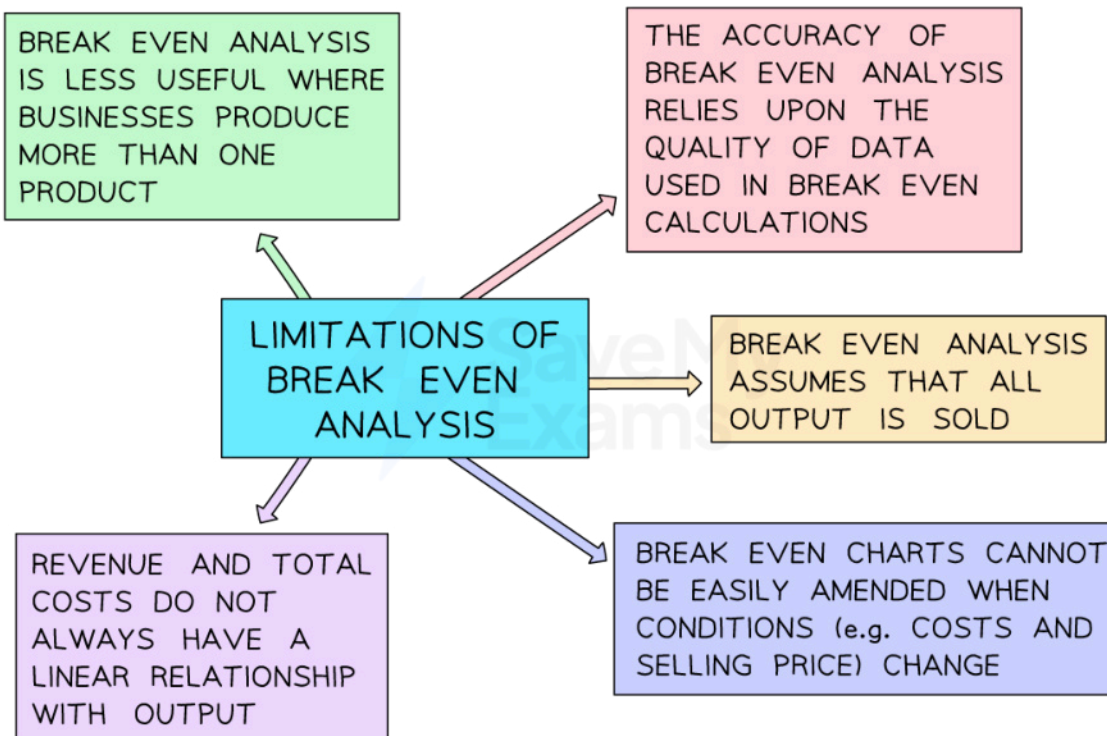 BREAK EVEN ANALYSIS
IS LESS USEFUL WHERE
BUSINESSES PRODUCE
MORE THAN ONE
PRODUCT
THE ACCURACY OF
BREAK EVEN ANALYSIS
RELIES UPON THE
QUALITY OF DATA
USED IN BREAK EVEN
CALCULATIONS
LIMITATIONS OF
BREAK EVEN
ANALYSIS
SaveMy
Exams
BREAK EVEN ANALYSIS
ASSUMES THAT ALL
OUTPUT IS SOLD
REVENUE AND TOTAL
COSTS DO NOT
ALWAYS HAVE A
LINEAR RELATIONSHIP
WITH OUTPUT
BREAK EVEN CHARTS CANNOT
BE EASILY AMENDED WHEN
CONDITIONS (e.g. COSTS AND
SELLING PRICE) CHANGE